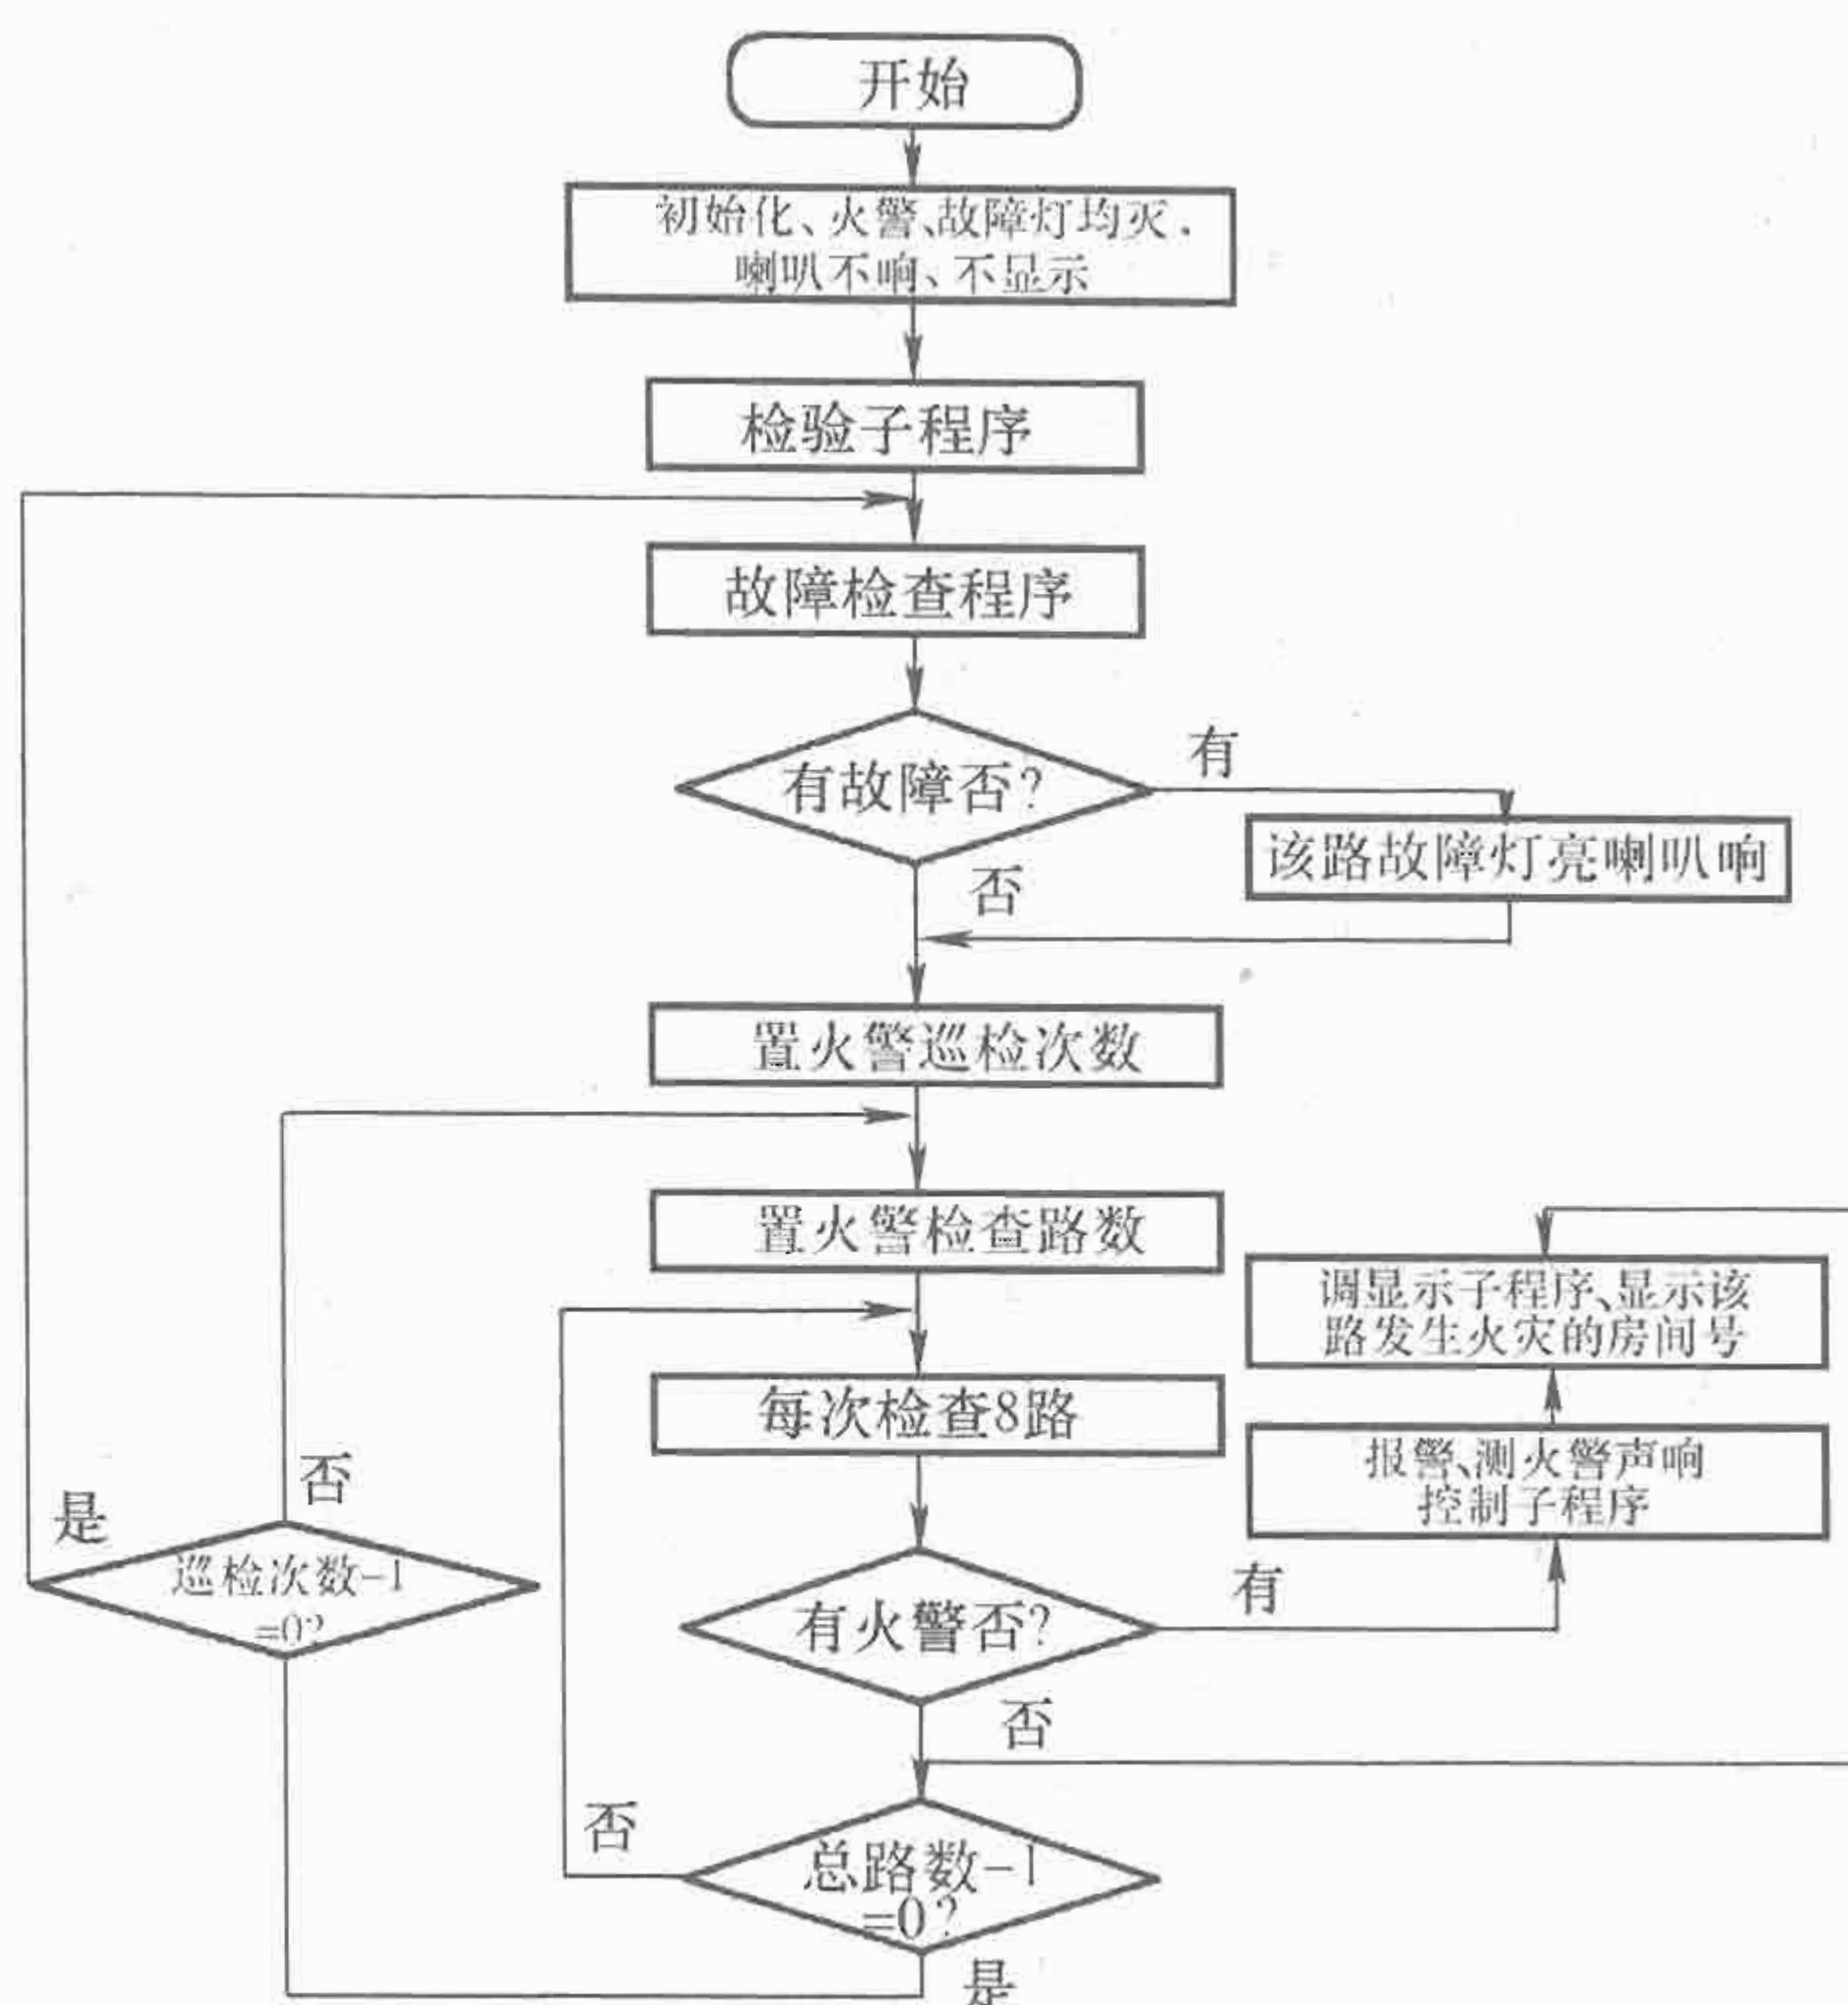 开始
初始化、火警、故障灯均灭.
喇叭不响、不显示
检验子程序
故障检查程序
有故障否?
有
该路故障灯亮喇叭响
否
置火警巡检次数
置火警检查路数
调显示子程序、显示该
路发生火灾的房间号
每次检查8路
报警、测火警声响
控制子程序
否
是
巡检次数-1
=0?
有火警否?
有
否
否
总路数-1
=0?
是